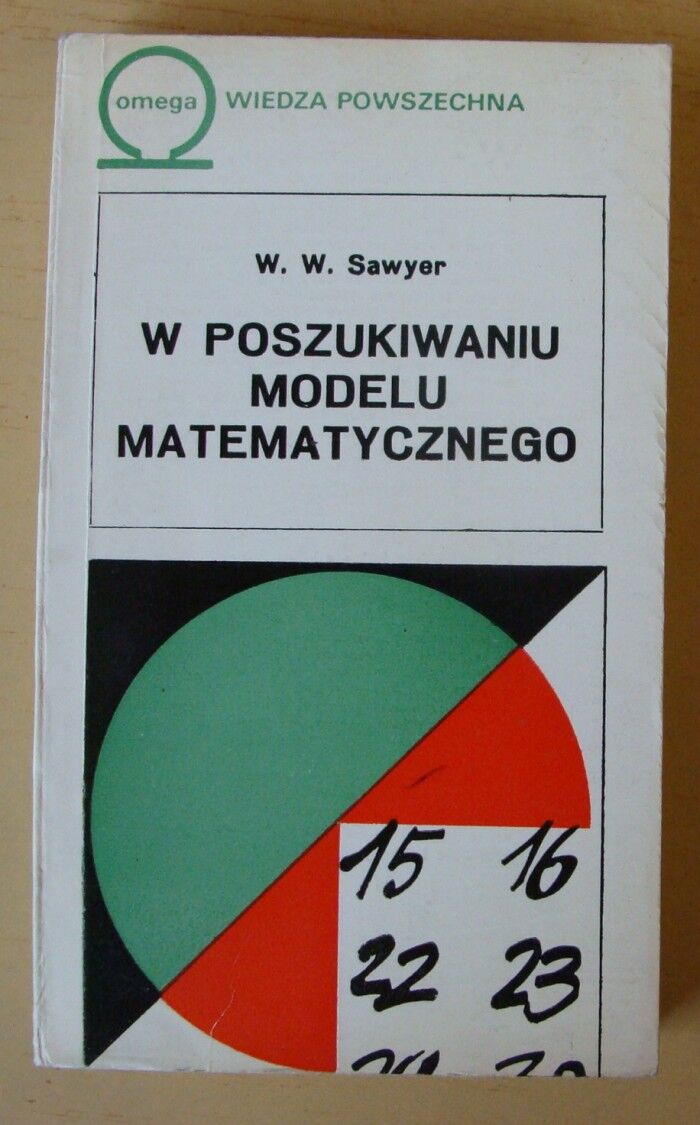 omega WIEDZA POWSZECHNA
W. W. Sawyer
W POSZUKIWANIU
MODELU
MATEMATYCZNEGO
15 16
22 23